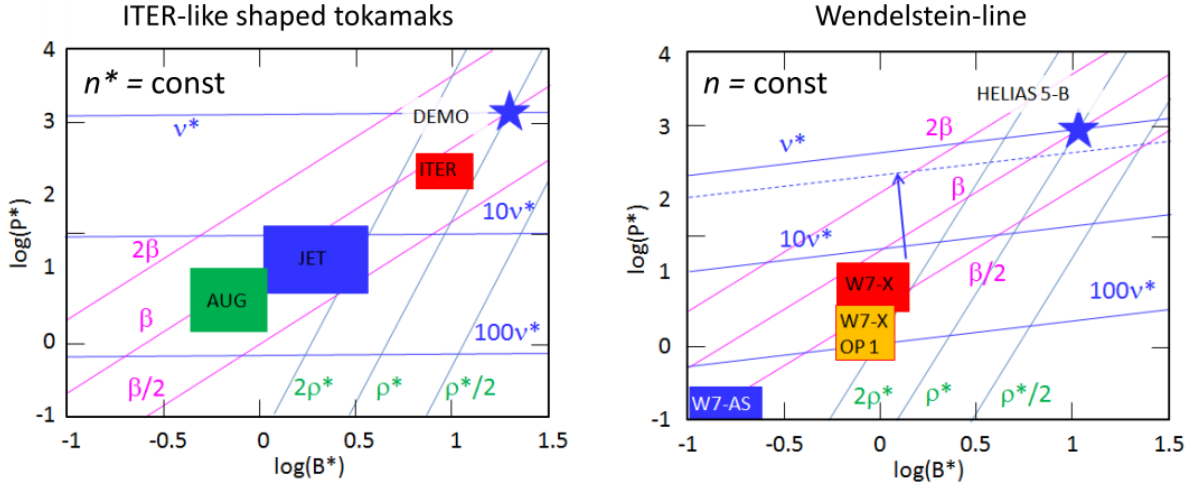 ITER-like shaped tokamaks
n* = const
DEMO
ν*
ITER
10ν*
2β
JET
AUG
β
100ν*
β/2
2ρ*
ρ*
ρ*/2
4
3
2
1
0
-1
-1
-0.5
0
0.5
1
1.5
log(P*)
log(B*)
Wendelstein-line
n = const
HELIAS 5-B
2β
ν*
β
10ν*
β/2
W7-X
100ν*
W7-X
OP 1
W7-AS
2ρ*
ρ*
ρ*/2
4
3
2
1
0
-1
-1
-0.5
0
0.5
1
1.5
log(P*)
log(B*)